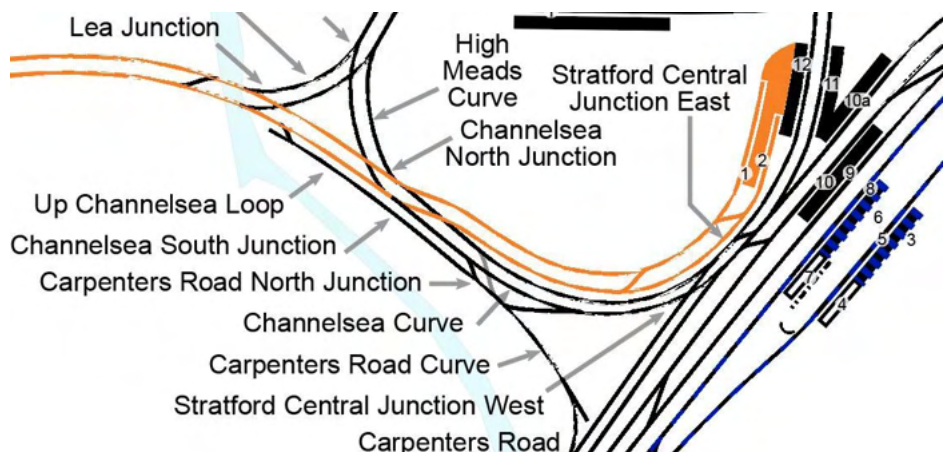 Lea Junction
High
Meads
Curve
Stratford Central
Junction East
12
11
10a
Channelsea
North Junction
1
2
10
9
8
6
5
3
7
4
Up Channelsea Loop
Channelsea South Junction
Carpenters Road North Junction
Channelsea Curve
Carpenters Road Curve
Stratford Central Junction West
Carpenters Road